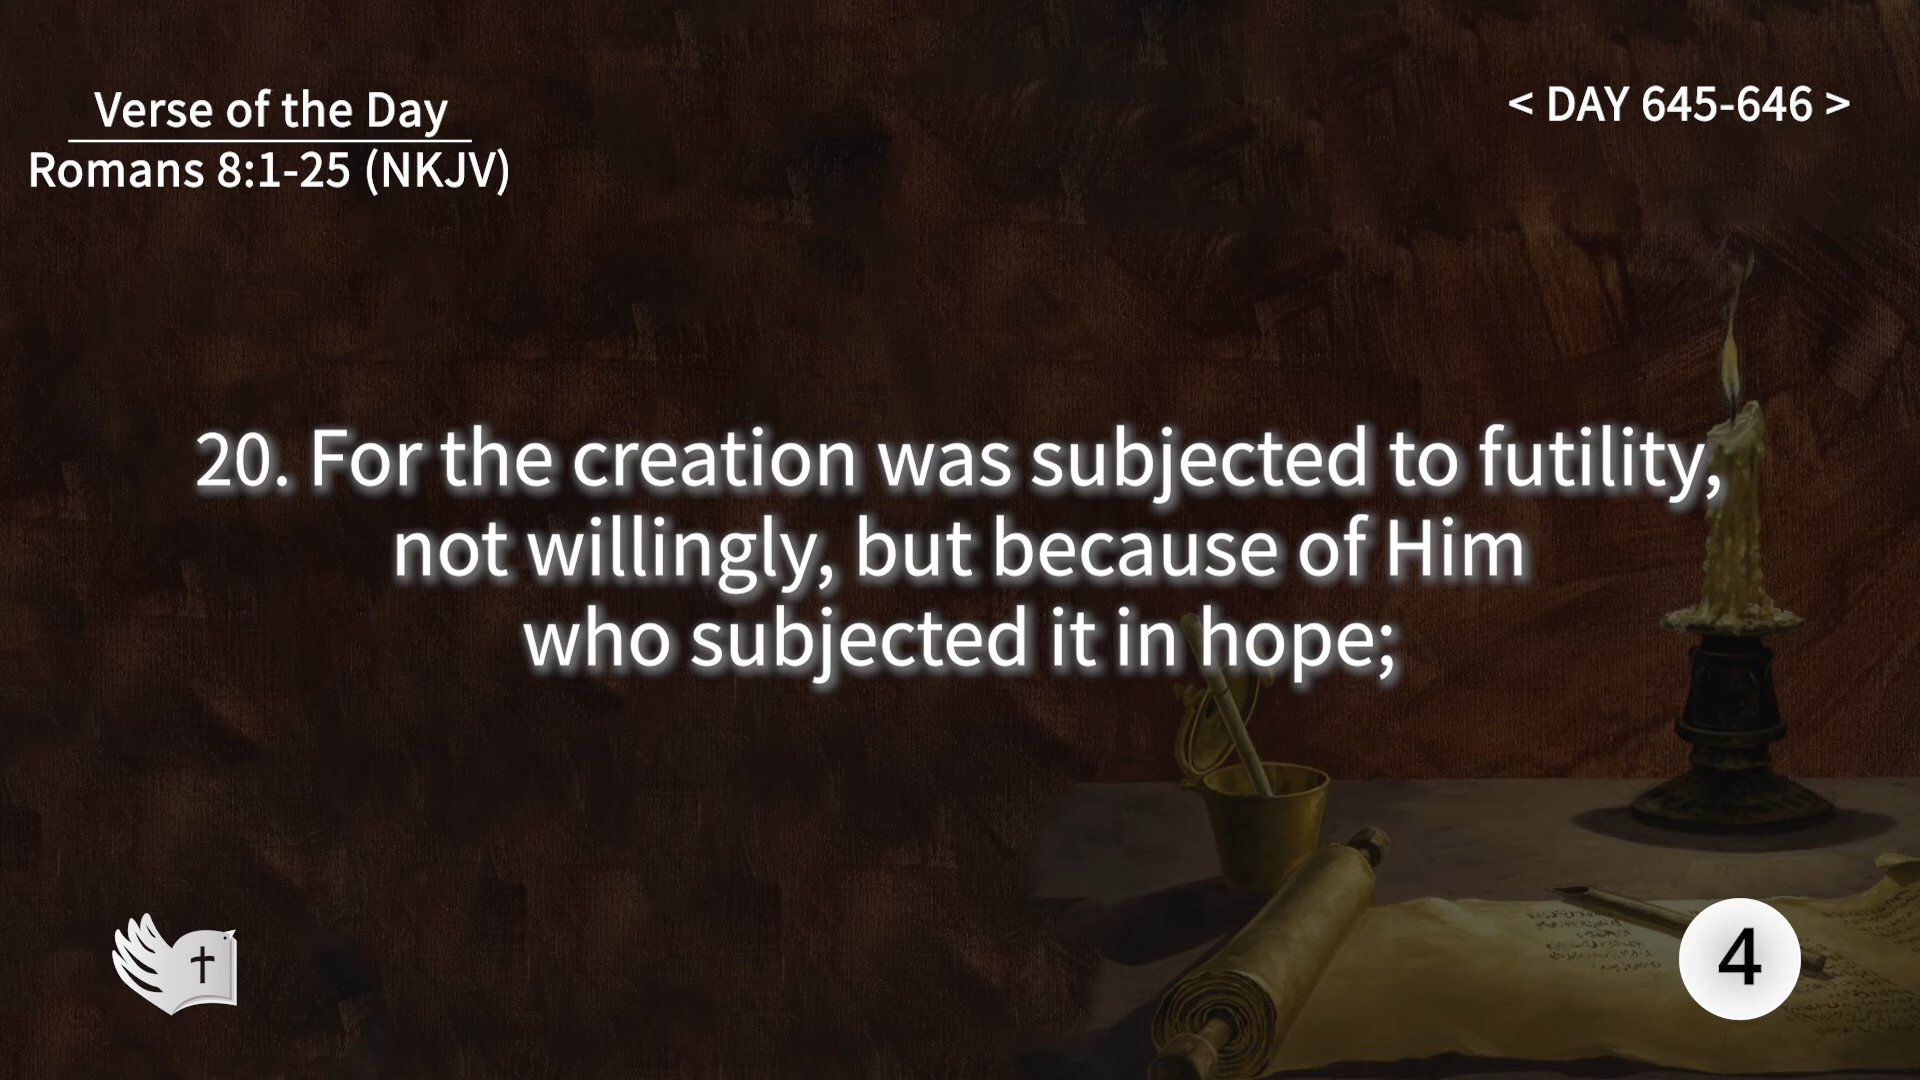 Verse of the Day
Romans 8:1-25 (NKJV)
< DAY 645-646 >
20. For the creation was subjected to futility,
not willingly, but because of Him
who subjected it in hope;
4